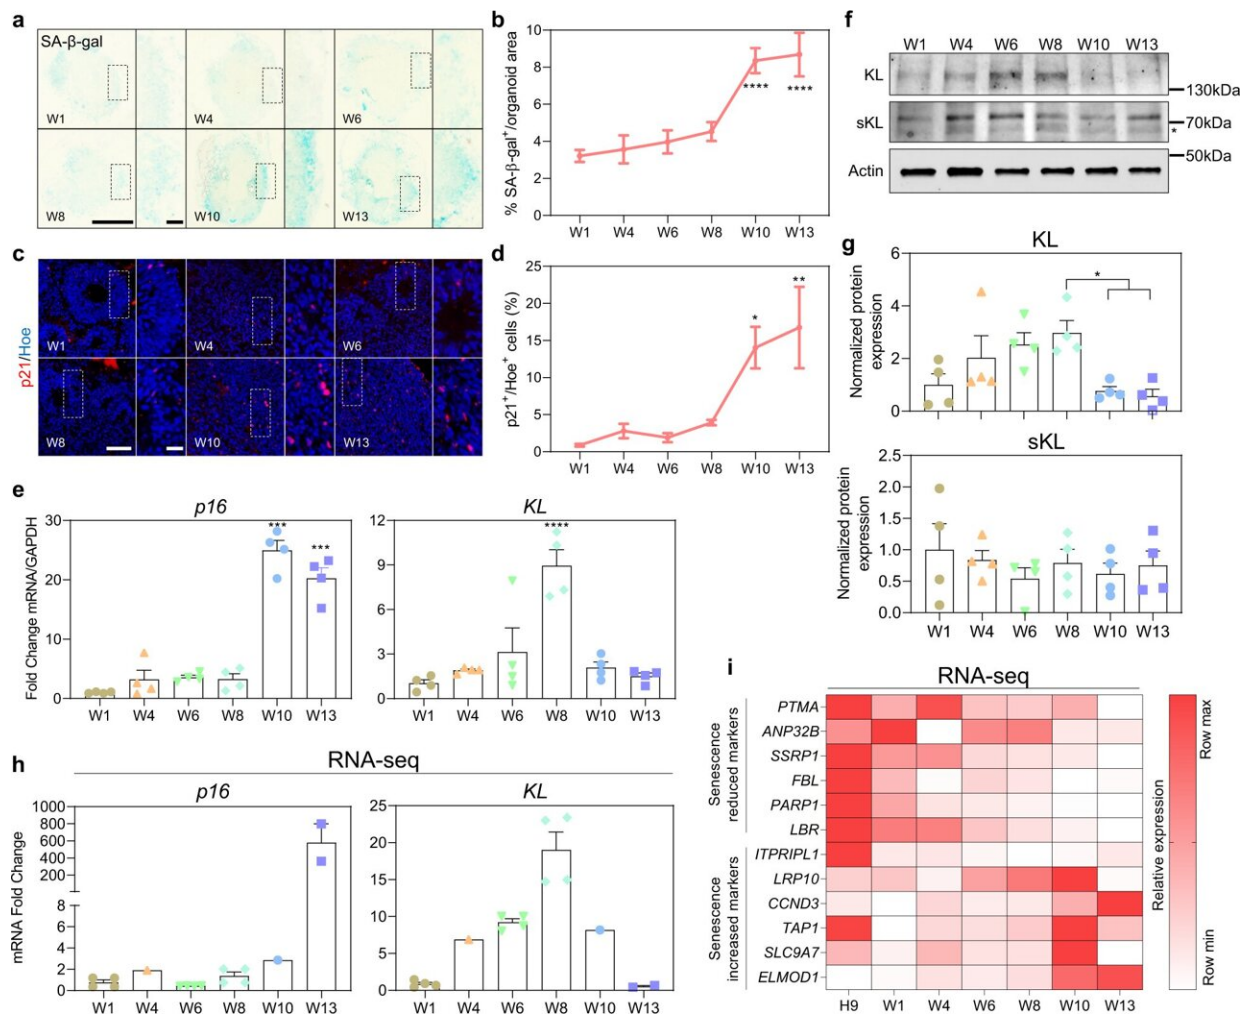 a
SA-β-gal
W1
W4
W6
W8
W10
W13
b
% SA-β-gal⁺/organoid area
10
8
6
4
2
0
**** ****
W1 W4 W6 W8 W10 W13
c
p21/Hoe
W1
W4
W6
W8
W10
W13
d
p21⁺/Hoe⁺ cells (%)
25
20
15
10
5
0
* **
W1 W4 W6 W8 W10 W13
e
p16
Fold Change mRNA/GAPDH
30
20
10
0
*** ***
W1 W4 W6 W8 W10 W13
KL
12
9
6
3
0
****
W1 W4 W6 W8 W10 W13
f
W1 W4 W6 W8 W10 W13
KL
130kDa
sKL
70kDa
*
50kDa
Actin
g
KL
Normalized protein
expression
6
4
2
0
*
sKL
Normalized protein
expression
2.5
2.0
1.5
1.0
0.5
0.0
W1 W4 W6 W8 W10 W13
h
RNA-seq
p16
mRNA Fold Change
1000
800
600
400
200
8
6
4
2
0
W1 W4 W6 W8 W10 W13
KL
25
20
15
10
5
0
W1 W4 W6 W8 W10 W13
i
RNA-seq
Senescence
reduced markers
PTMA
ANP32B
SSRP1
FBL
PARP1
LBR
Senescence
increased markers
ITPRIPL1
LRP10
CCND3
TAP1
SLC9A7
ELMOD1
H9 W1 W4 W6 W8 W10 W13
Row max
Relative expression
Row min